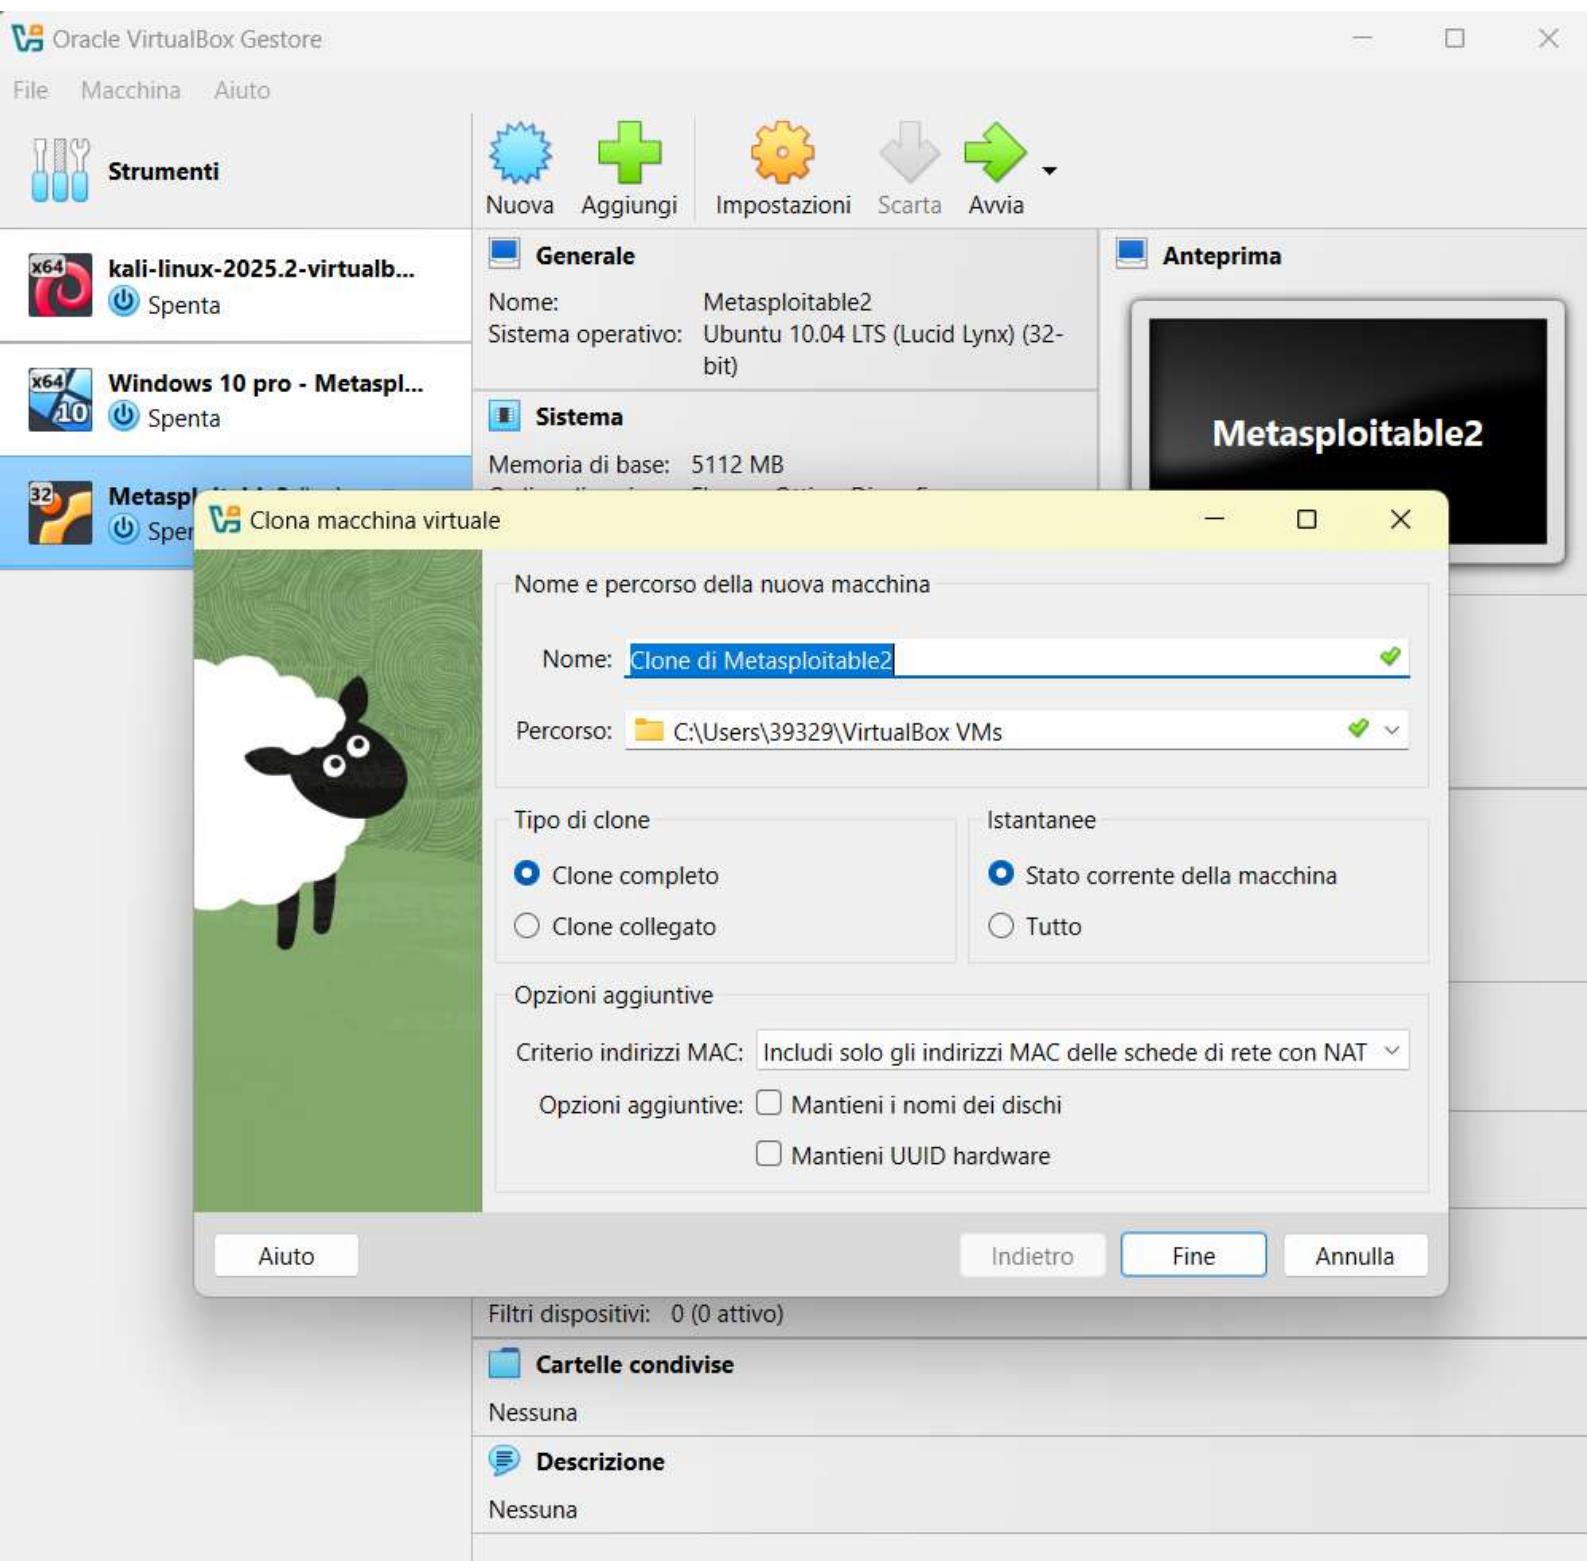 Oracle VirtualBox Gestore
File Macchina Aiuto
Strumenti
Nuova Aggiungi Impostazioni Scarta Avvia
x64 kali-linux-2025.2-virtualb...
Spenta
x64 10 Windows 10 pro - Metaspl...
Spenta
32 Metaspl
Spen
Generale
Nome: Metasploitable2
Sistema operativo: Ubuntu 10.04 LTS (Lucid Lynx) (32-
bit)
Sistema
Memoria di base: 5112 MB
Anteprima
Metasploitable2
Clona macchina virtuale
Nome e percorso della nuova macchina
Nome: Clone di Metasploitable2
Percorso: C:\Users\39329\VirtualBox VMs
Tipo di clone
Clone completo
Clone collegato
Istantanee
Stato corrente della macchina
Tutto
Opzioni aggiuntive
Criterio indirizzi MAC: Includi solo gli indirizzi MAC delle schede di rete con NAT
Opzioni aggiuntive: Mantieni i nomi dei dischi
Mantieni UUID hardware
Aiuto Indietro Fine Annulla
Filtri dispositivi: 0 (0 attivo)
Cartelle condivise
Nessuna
Descrizione
Nessuna